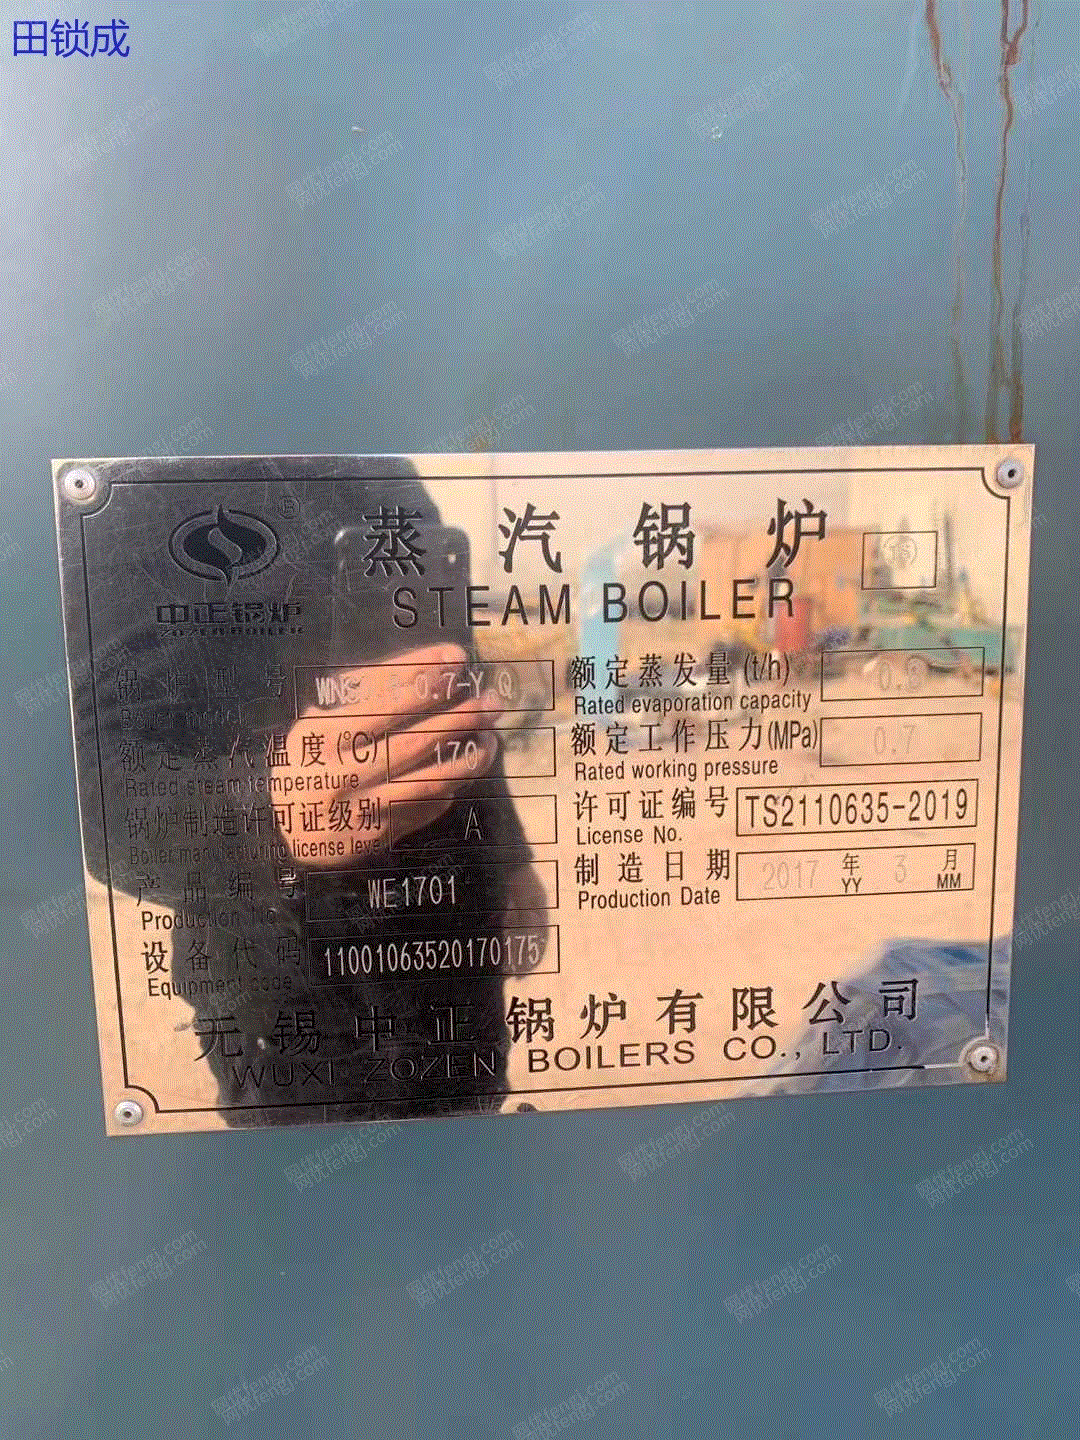 田锁成
蒸汽锅炉
STEAM BOILER
中正锅炉
ZOZEN BOILER
锅炉型号
Boiler model
额定蒸发量(t/h)
Rated evaporation capacity
额定蒸汽温度(℃) 170
Rated steam temperature
额定工作压力(MPa) 0.7
Rated working pressure
锅炉制造许可证级别 A
Boiler manufacturing license level
许可证编号 TS2110635-2019
License No.
产品编号 WE1701
Production No.
制造日期 2017 年 3 月
Production Date YY MM
设备代码 11001063520170175
Equipment code
无锡中正锅炉有限公司
WUXI ZOZEN BOILERS CO., LTD.